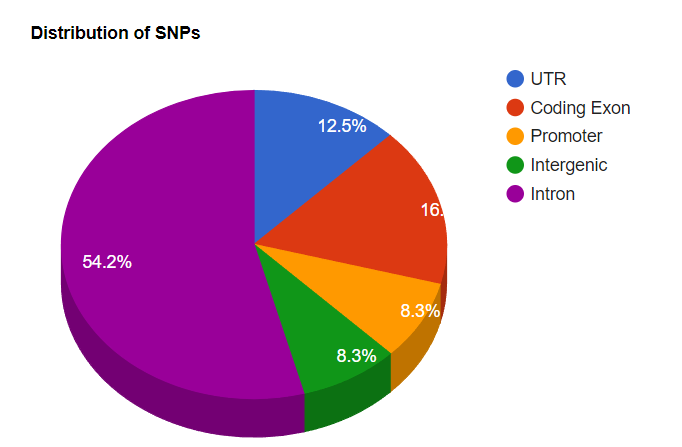 Distribution of SNPs
UTR
Coding Exon
Promoter
Intergenic
Intron
12.5%
16.
8.3%
8.3%
54.2%